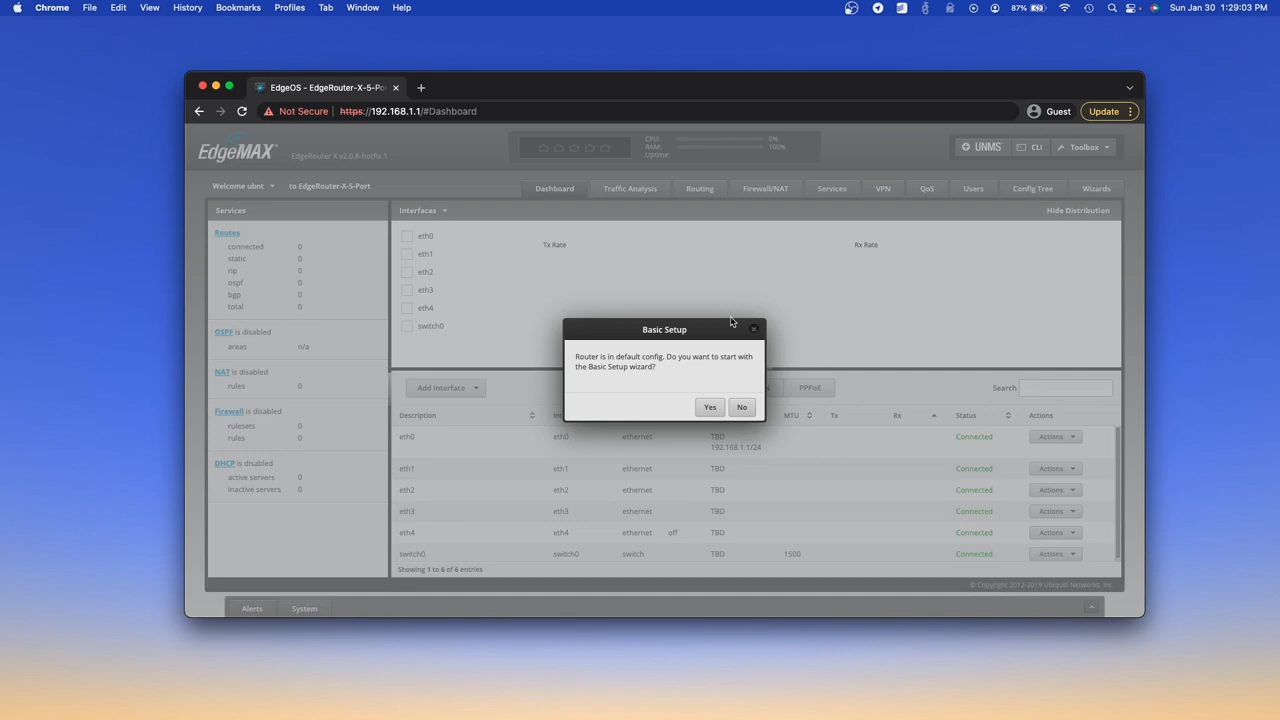 Chrome File Edit View History Bookmarks Profiles Tab Window Help 87% Sun Jan 30 1:29:03 PM
EdgeOS - EdgeRouter-X-5-Po
Not Secure https://192.168.1.1/#Dashboard Guest Update
EdgeMAX EdgeRouter X v2.0.8-hotfix.1
CPU: 0%
RAM: 100%
Uptime:
UNMS CLI Toolbox
Welcome ubnt to EdgeRouter-X-5-Port
Dashboard Traffic Analysis Routing Firewall/NAT Services VPN QoS Users Config Tree Wizards
Services
Routes
connected 0
static 0
rip 0
ospf 0
bgp 0
total 0
OSPF is disabled
areas n/a
NAT is disabled
rules 0
Firewall is disabled
rulesets 0
rules 0
DHCP is disabled
active servers 0
inactive servers 0
Interfaces Hide Distribution
eth0
eth1
eth2
eth3
eth4
switch0
Tx Rate Rx Rate
Basic Setup
Router is in default config. Do you want to start with
the Basic Setup wizard?
Yes No
Add Interface PPPoE Search
Description MTU Tx Rx Status Actions
eth0 eth0 ethernet TBD Connected Actions
192.168.1.1/24
eth1 eth1 ethernet TBD Connected Actions
eth2 eth2 ethernet TBD Connected Actions
eth3 eth3 ethernet TBD Connected Actions
eth4 eth4 ethernet off TBD Connected Actions
switch0 switch0 switch TBD 1500 Connected Actions
Showing 1 to 6 of 6 entries
© Copyright 2012-2019 Ubiquiti Networks, Inc.
Alerts System